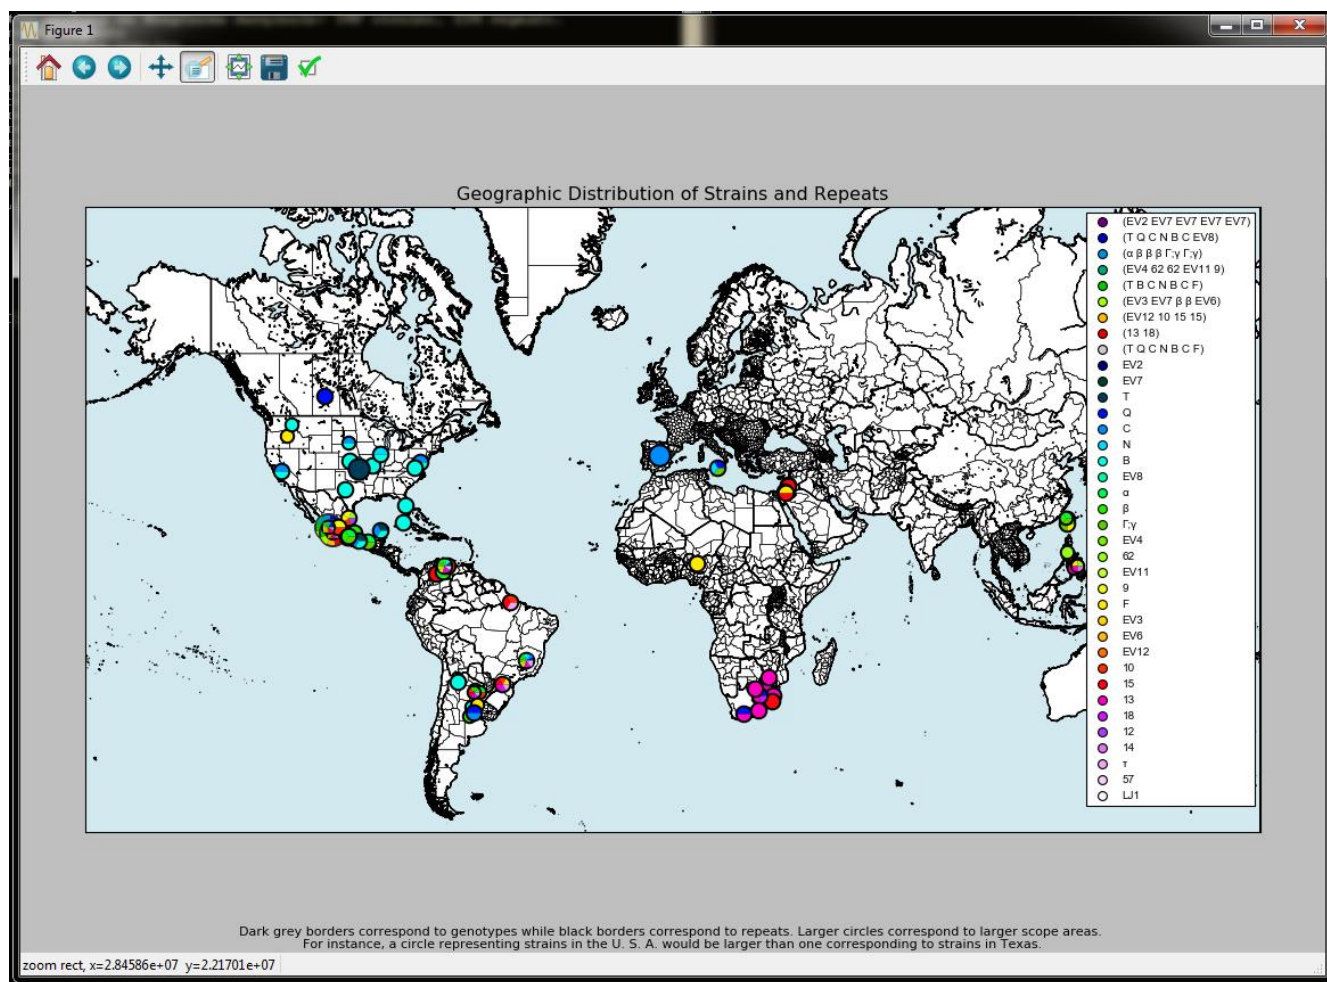 Figure 1
Geographic Distribution of Strains and Repeats
(EV2 EV7 EV7 EV7 EV7)
(T Q C N B C EV8)
(α β β β Γ;γ Γ;γ)
(EV4 62 62 EV11 9)
(T B C N B C F)
(EV3 EV7 β β EV6)
(EV12 10 15 15)
(13 18)
(T Q C N B C F)
EV2
EV7
T
Q
C
N
B
EV8
α
β
Γ;γ
EV4
62
EV11
9
F
EV3
EV6
EV12
10
15
13
18
12
14
τ
57
LJ1
Dark grey borders correspond to genotypes while black borders correspond to repeats. Larger circles correspond to larger scope areas.
For instance, a circle representing strains in the U. S. A. would be larger than one corresponding to strains in Texas.
zoom rect, x=2.84586e+07 y=2.21701e+07